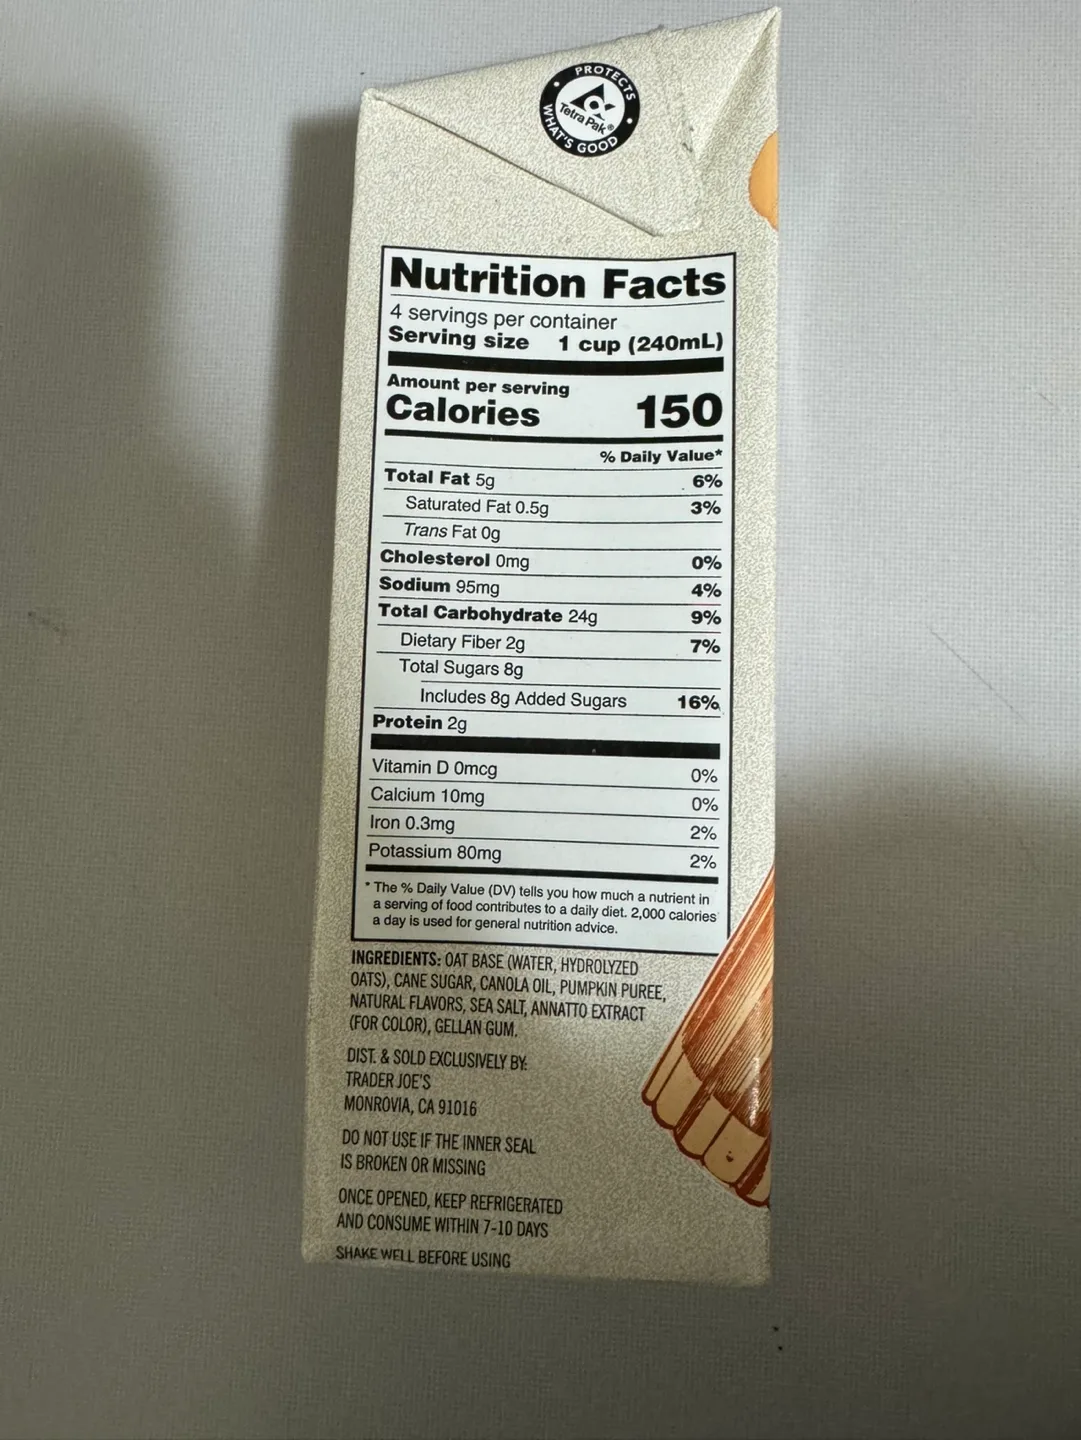 PROTECTS
Tetra Pak®
WHAT'S GOOD
Nutrition Facts
4 servings per container
Serving size 1 cup (240mL)
Amount per serving
Calories 150
% Daily Value*
Total Fat 5g 6%
Saturated Fat 0.5g 3%
Trans Fat 0g
Cholesterol 0mg 0%
Sodium 95mg 4%
Total Carbohydrate 24g 9%
Dietary Fiber 2g 7%
Total Sugars 8g
Includes 8g Added Sugars 16%
Protein 2g
Vitamin D 0mcg 0%
Calcium 10mg 0%
Iron 0.3mg 2%
Potassium 80mg 2%
* The % Daily Value (DV) tells you how much a nutrient in
a serving of food contributes to a daily diet. 2,000 calories
a day is used for general nutrition advice.
INGREDIENTS: OAT BASE (WATER, HYDROLYZED
OATS), CANE SUGAR, CANOLA OIL, PUMPKIN PUREE,
NATURAL FLAVORS, SEA SALT, ANNATTO EXTRACT
(FOR COLOR), GELLAN GUM.
DIST. & SOLD EXCLUSIVELY BY:
TRADER JOE'S
MONROVIA, CA 91016
DO NOT USE IF THE INNER SEAL
IS BROKEN OR MISSING
ONCE OPENED, KEEP REFRIGERATED
AND CONSUME WITHIN 7-10 DAYS
SHAKE WELL BEFORE USING